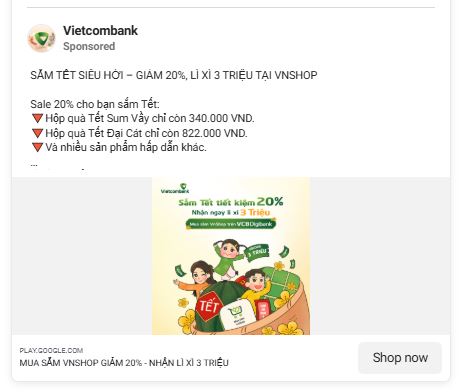 Vietcombank
Sponsored
SẮM TẾT SIÊU HỜI – GIẢM 20%, LÌ XÌ 3 TRIỆU TẠI VNSHOP
Sale 20% cho bạn sắm Tết:
🔻Hộp quà Tết Sum Vầy chỉ còn 340.000 VND.
🔻Hộp quà Tết Đại Cát chỉ còn 822.000 VND.
🔻Và nhiều sản phẩm hấp dẫn khác.
...
Vietcombank
Sắm Tết tiết kiệm 20%
Nhận ngay lì xì 3 Triệu
Mua sắm VnShop trên VCB Digibank
3 TRIỆU
TẾT
PLAY.GOOGLE.COM
MUA SẮM VNSHOP GIẢM 20% - NHẬN LÌ XÌ 3 TRIỆU
Shop now